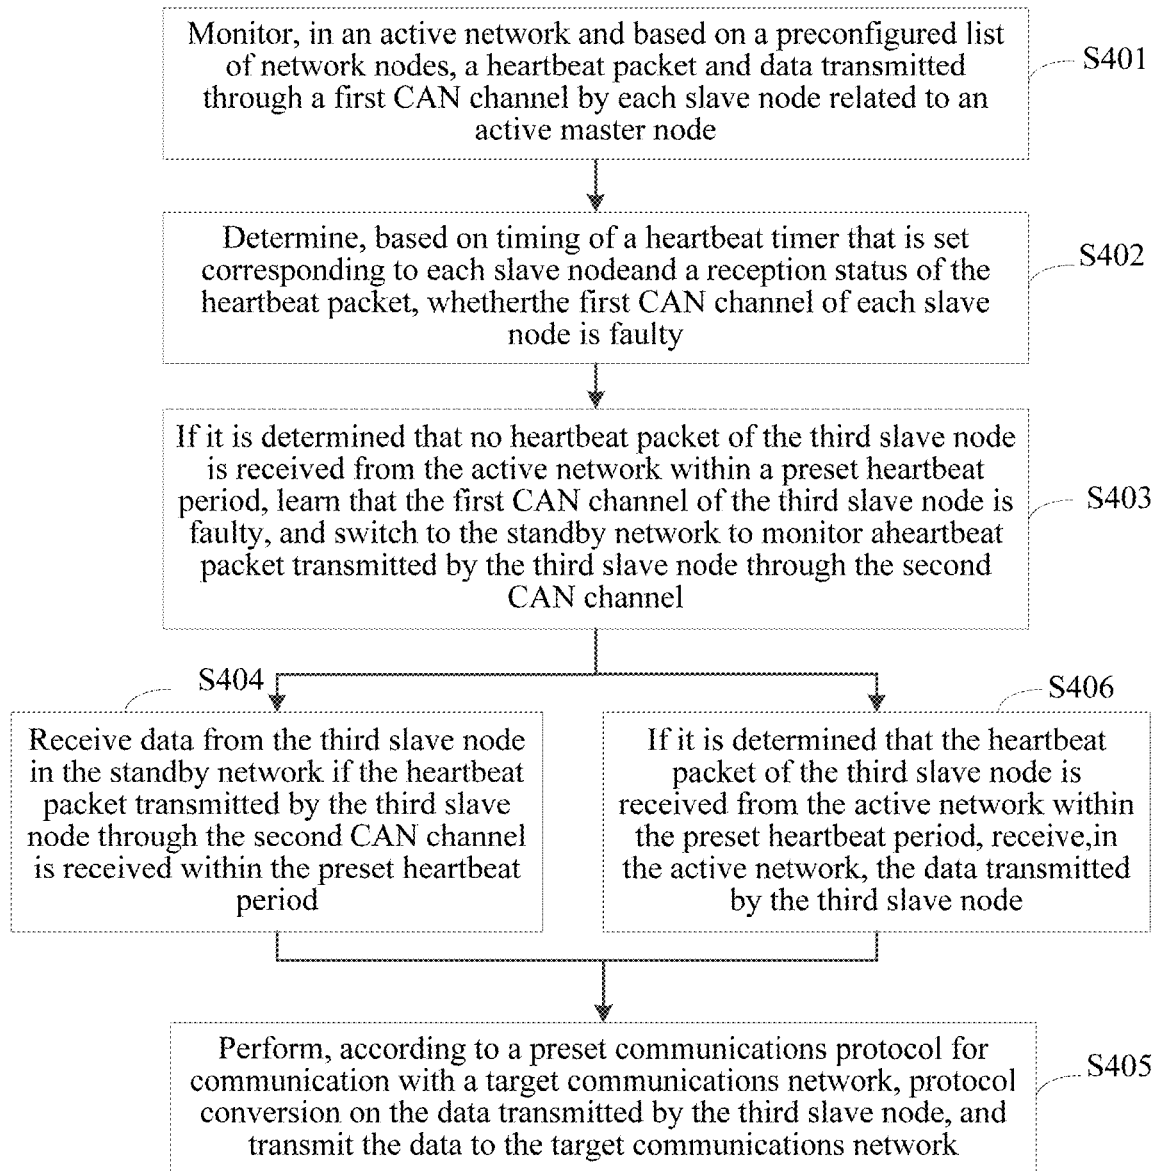 Monitor, in an active network and based on a preconfigured list
of network nodes, a heartbeat packet and data transmitted
through a first CAN channel by each slave node related to an
active master node
S401
Determine, based on timing of a heartbeat timer that is set
corresponding to each slave nodeand a reception status of the
heartbeat packet, whetherthe first CAN channel of each slave
node is faulty
S402
If it is determined that no heartbeat packet of the third slave node
is received from the active network within a preset heartbeat
period, learn that the first CAN channel of the third slave node is
faulty, and switch to the standby network to monitor aheartbeat
packet transmitted by the third slave node through the second
CAN channel
S403
S404
Receive data from the third slave node
in the standby network if the heartbeat
packet transmitted by the third slave
node through the second CAN channel
is received within the preset heartbeat
period
S406
If it is determined that the heartbeat
packet of the third slave node is
received from the active network within
the preset heartbeat period, receive,in
the active network, the data transmitted
by the third slave node
Perform, according to a preset communications protocol for
communication with a target communications network, protocol
conversion on the data transmitted by the third slave node, and
transmit the data to the target communications network
S405